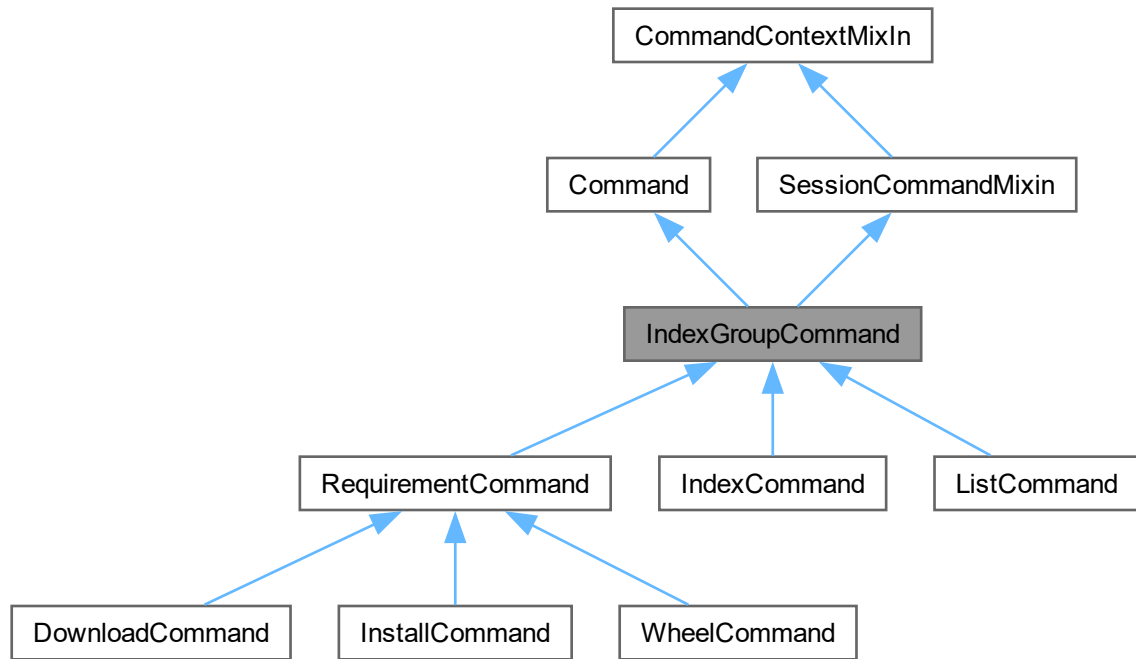 CommandContextMixIn
Command
SessionCommandMixin
IndexGroupCommand
RequirementCommand
IndexCommand
ListCommand
DownloadCommand
InstallCommand
WheelCommand